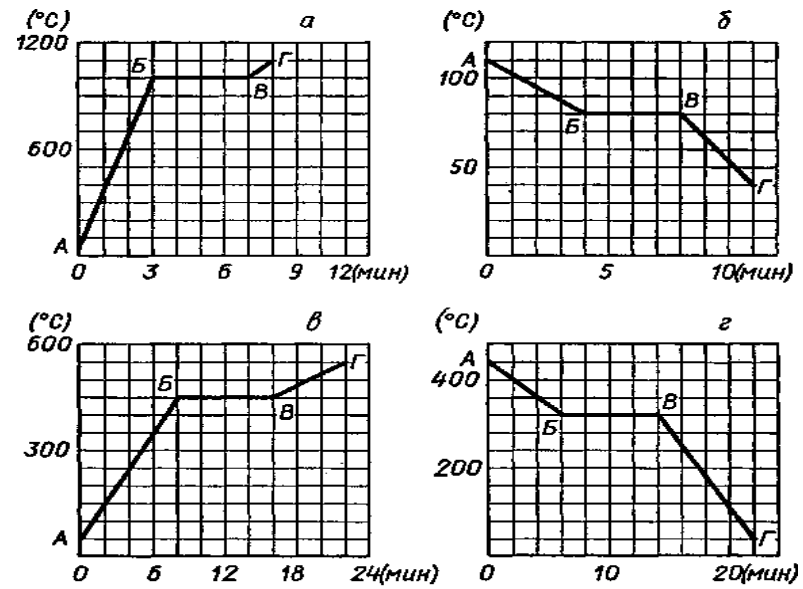 (°C) а
1200
600
0 3 6 9 12(мин)
А Б В Г
(°C) б
100
50
0 5 10(мин)
А Б В Г
(°C) в
600
300
0 6 12 18 24(мин)
А Б В Г
(°C) г
400
200
0 10 20(мин)
А Б В Г